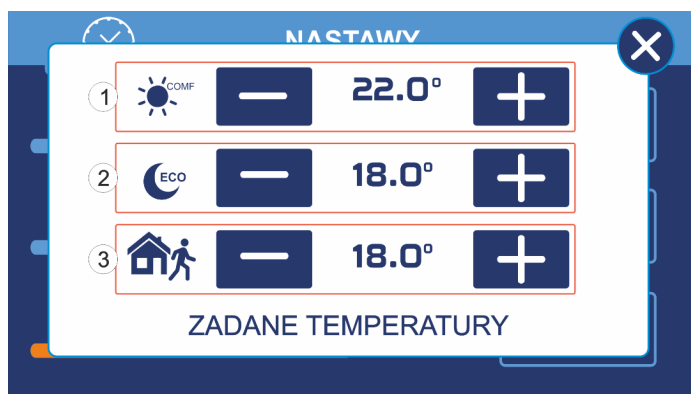 NASTAWY
1 COMF 22.0°
2 ECO 18.0°
3 18.0°
ZADANE TEMPERATURY